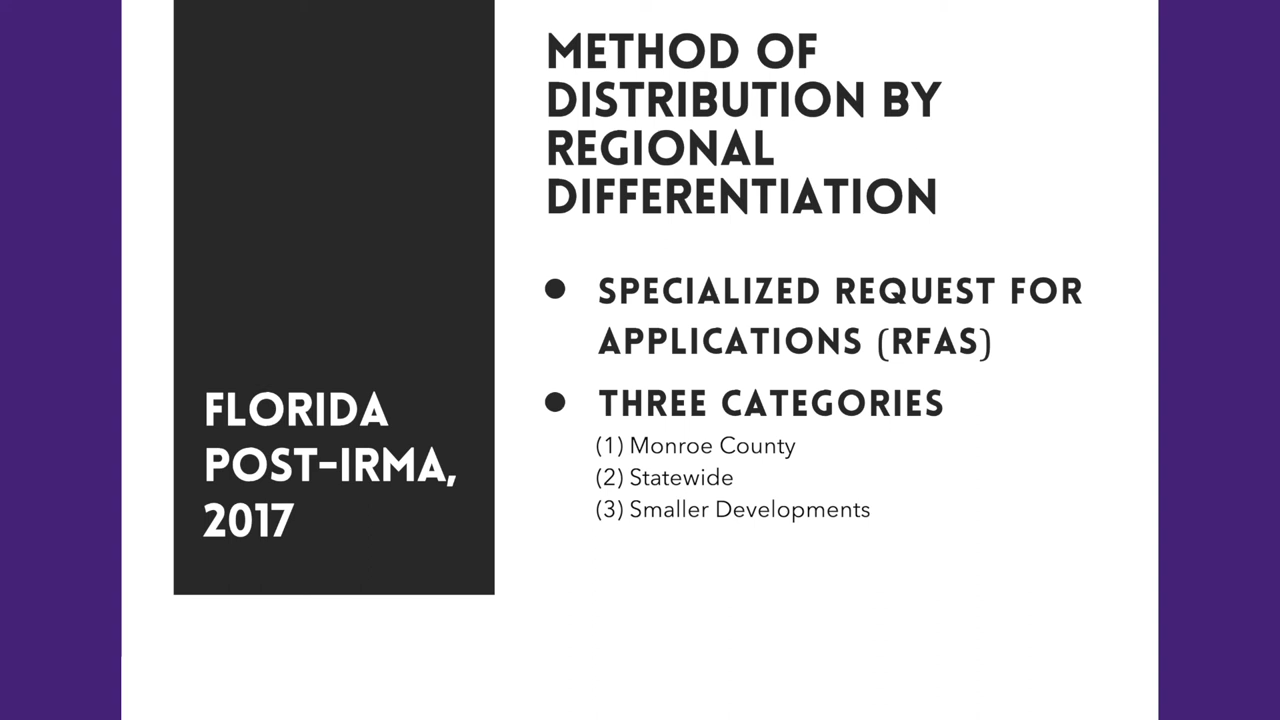 FLORIDA
POST-IRMA,
2017
METHOD OF
DISTRIBUTION BY
REGIONAL
DIFFERENTIATION
● SPECIALIZED REQUEST FOR
APPLICATIONS (RFAS)
● THREE CATEGORIES
(1) Monroe County
(2) Statewide
(3) Smaller Developments